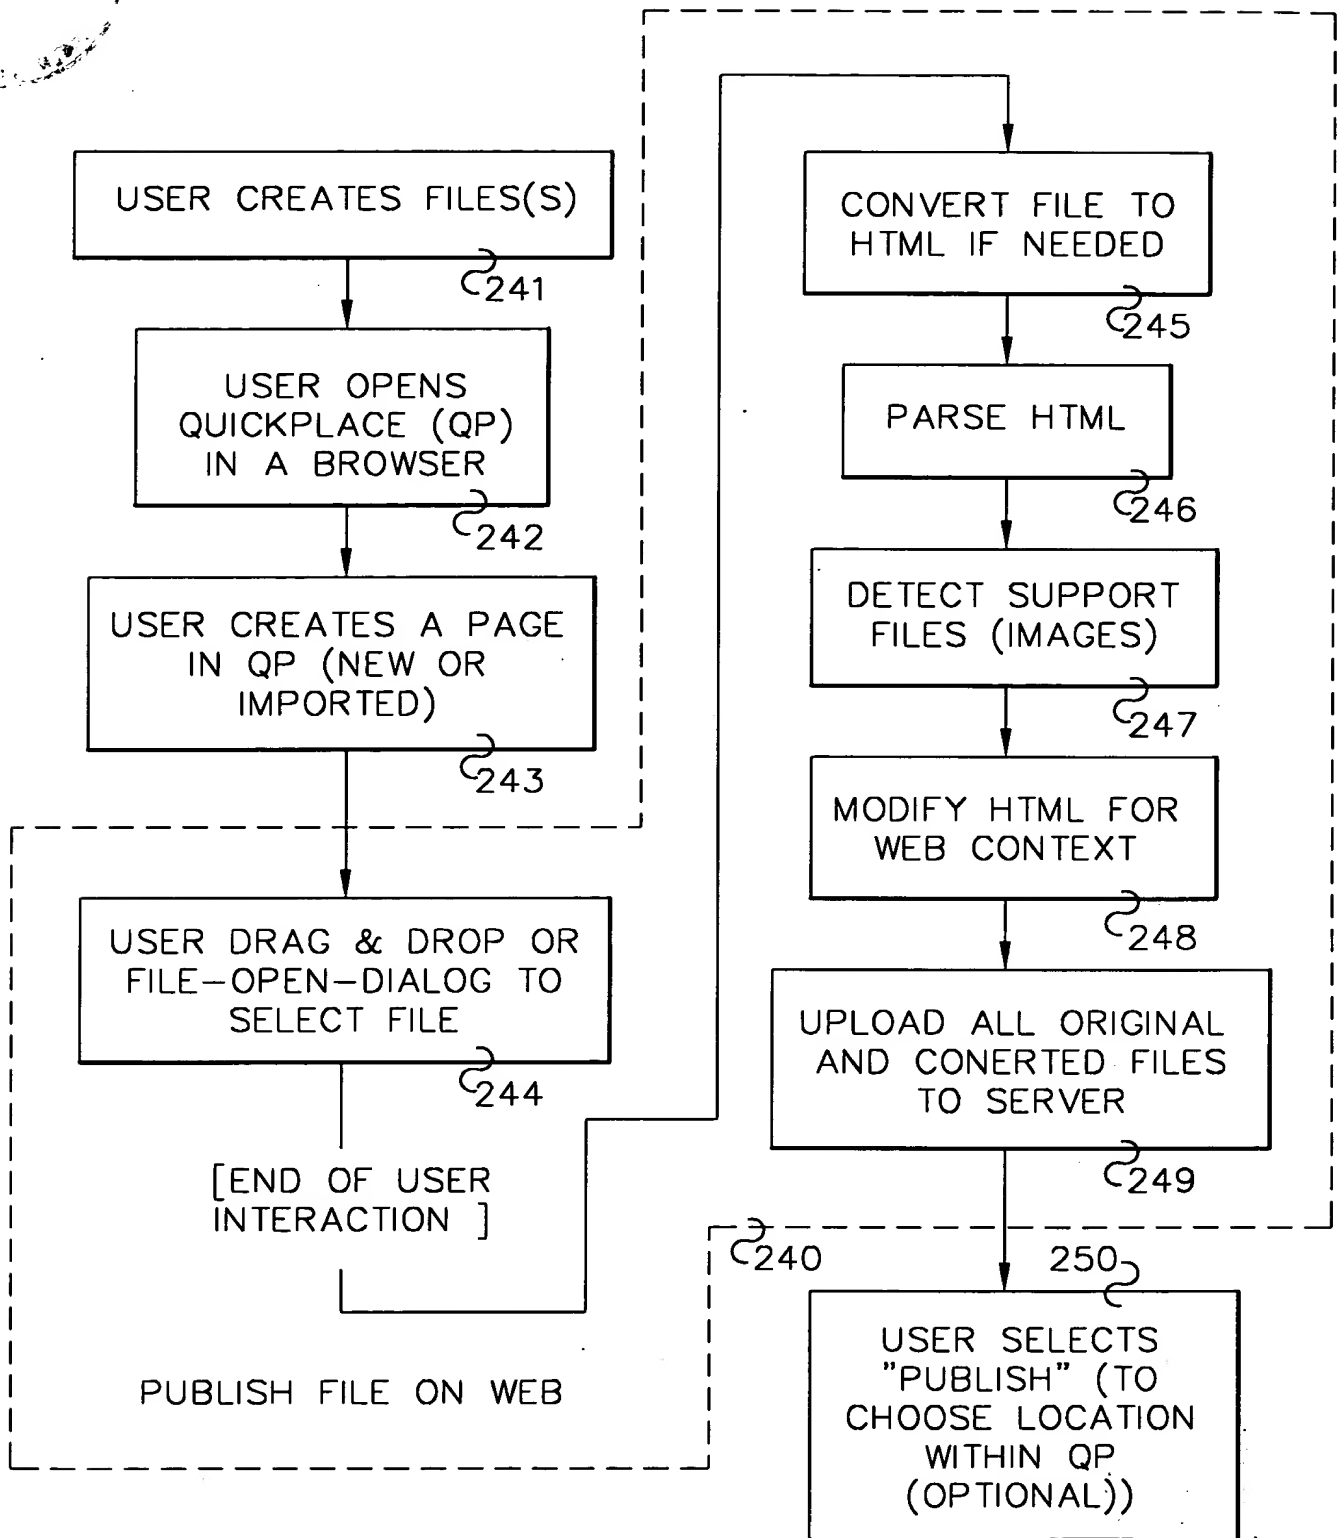 USER CREATES FILES(S)
241
USER OPENS
QUICKPLACE (QP)
IN A BROWSER
242
USER CREATES A PAGE
IN QP (NEW OR
IMPORTED)
243
USER DRAG & DROP OR
FILE-OPEN-DIALOG TO
SELECT FILE
244
[END OF USER
INTERACTION ]
PUBLISH FILE ON WEB
CONVERT FILE TO
HTML IF NEEDED
245
PARSE HTML
246
DETECT SUPPORT
FILES (IMAGES)
247
MODIFY HTML FOR
WEB CONTEXT
248
UPLOAD ALL ORIGINAL
AND CONERTED FILES
TO SERVER
249
240
250
USER SELECTS
"PUBLISH" (TO
CHOOSE LOCATION
WITHIN QP
(OPTIONAL))